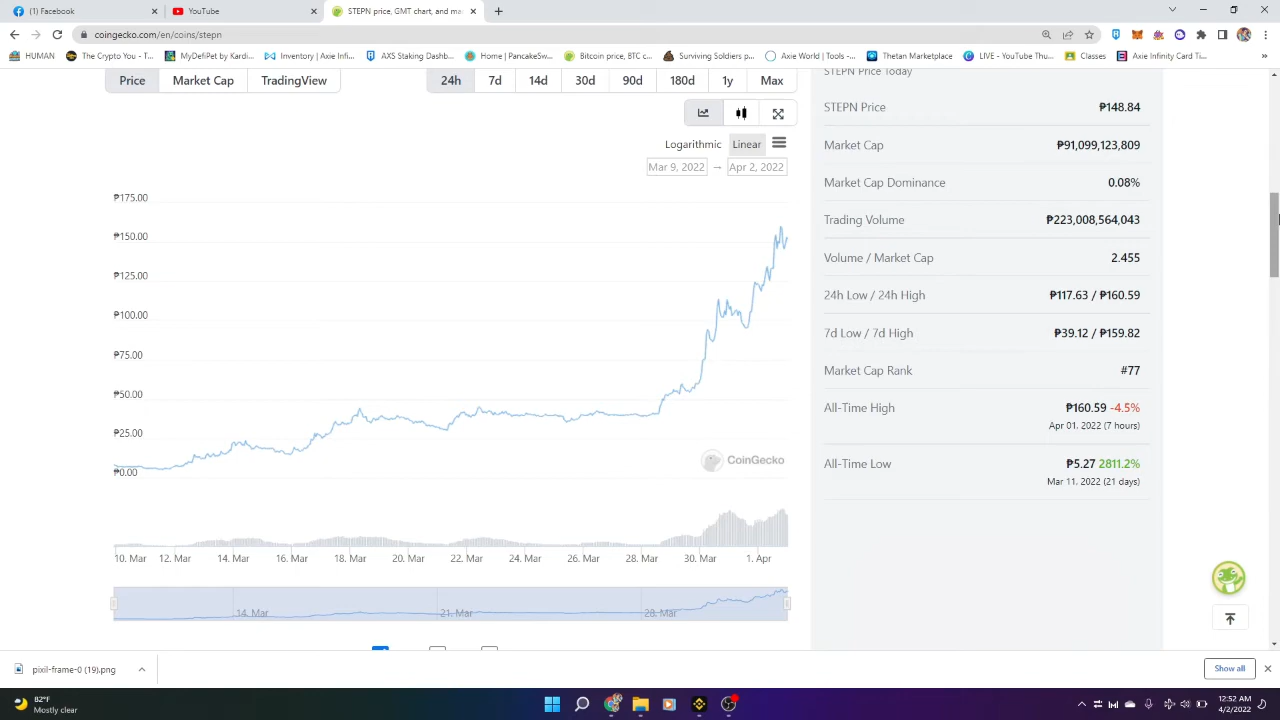 (1) Facebook
YouTube
STEPN price, GMT chart, and ma
coingecko.com/en/coins/stepn
HUMAN
The Crypto You - T...
MyDefiPet by Kardi...
Inventory | Axie Infi...
AXS Staking Dashb...
Home | PancakeSw...
Bitcoin price, BTC c...
Surviving Soldiers p...
Axie World | Tools -...
Thetan Marketplace
LIVE - YouTube Thu...
Classes
Axie Infinity Card Ti...
»
Price
Market Cap
TradingView
24h
7d
14d
30d
90d
180d
1y
Max
Logarithmic
Linear
Mar 9, 2022 → Apr 2, 2022
₱175.00
₱150.00
₱125.00
₱100.00
₱75.00
₱50.00
₱25.00
₱0.00
CoinGecko
10. Mar
12. Mar
14. Mar
16. Mar
18. Mar
20. Mar
22. Mar
24. Mar
26. Mar
28. Mar
30. Mar
1. Apr
14. Mar
21. Mar
28. Mar
STEPN Price Today
STEPN Price ₱148.84
Market Cap ₱91,099,123,809
Market Cap Dominance 0.08%
Trading Volume ₱223,008,564,043
Volume / Market Cap 2.455
24h Low / 24h High ₱117.63 / ₱160.59
7d Low / 7d High ₱39.12 / ₱159.82
Market Cap Rank #77
All-Time High ₱160.59 -4.5%
Apr 01, 2022 (7 hours)
All-Time Low ₱5.27 2811.2%
Mar 11, 2022 (21 days)
pixil-frame-0 (19).png
Show all
82°F
Mostly clear
12:52 AM
4/2/2022